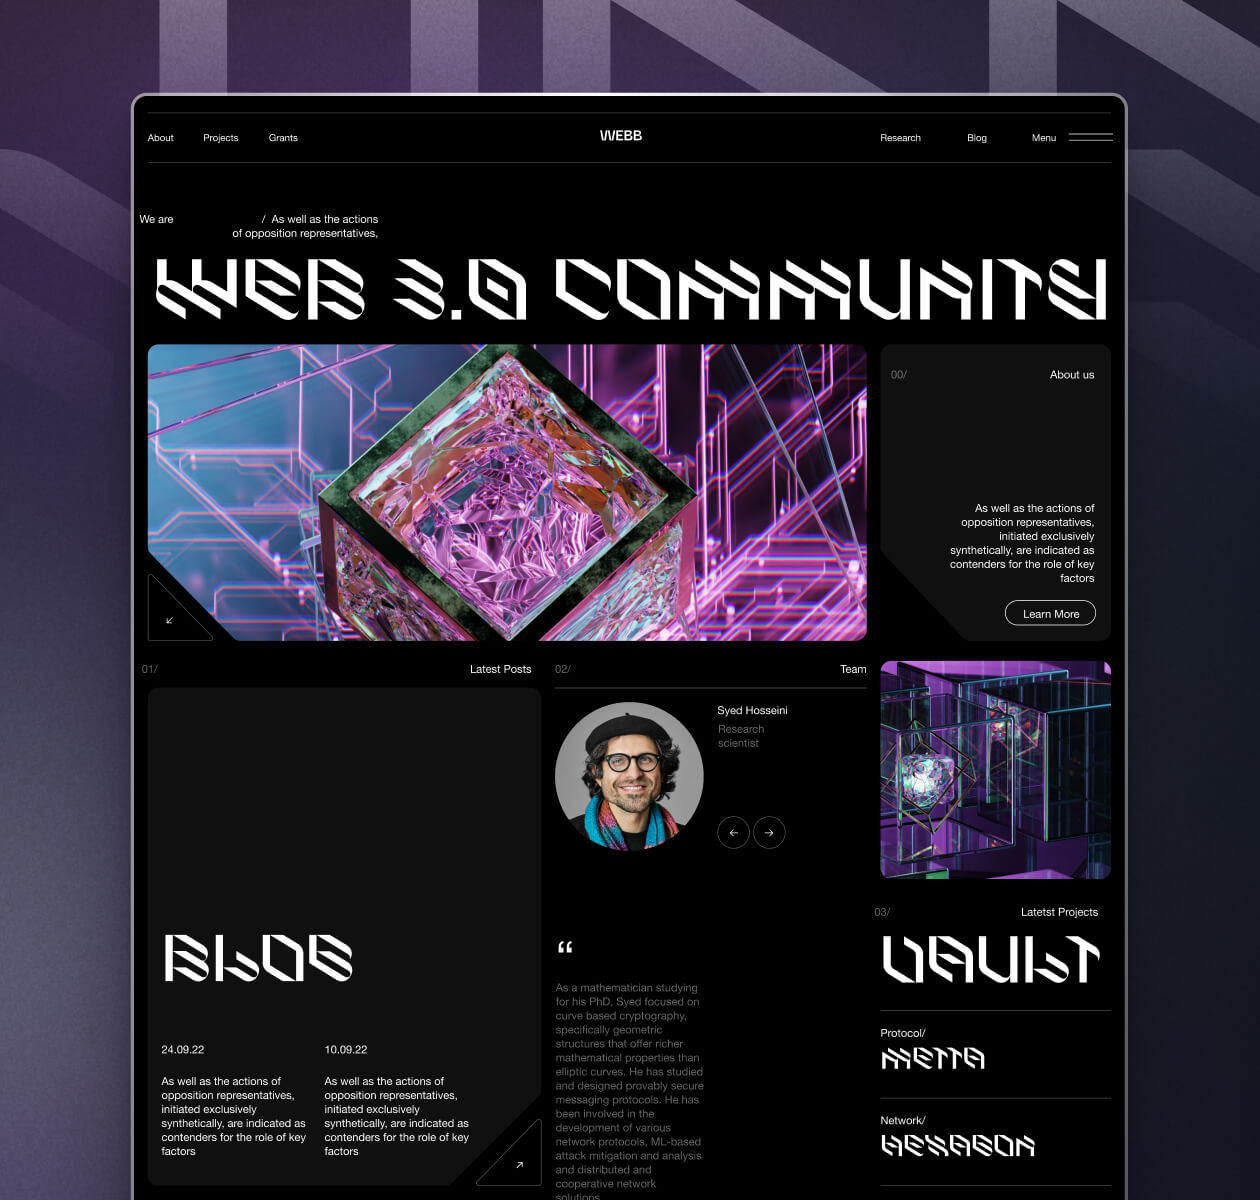 About Projects Grants WEBB Research Blog Menu
We are / As well as the actions
of opposition representatives,
WEB 3.0 COMMUNITY
00/ About us
As well as the actions of
opposition representatives,
initiated exclusively
synthetically, are indicated as
contenders for the role of key
factors
Learn More
01/ Latest Posts
BLOG
24.09.22
As well as the actions of
opposition representatives,
initiated exclusively
synthetically, are indicated as
contenders for the role of key
factors
10.09.22
As well as the actions of
opposition representatives,
initiated exclusively
synthetically, are indicated as
contenders for the role of key
factors
02/ Team
Syed Hosseini
Research
scientist
“
As a mathematician studying
for his PhD, Syed focused on
curve based cryptography,
specifically geometric
structures that offer richer
mathematical properties than
elliptic curves. He has studied
and designed provably secure
messaging protocols. He has
been involved in the
development of various
network protocols, ML-based
attack mitigation and analysis
and distributed and
cooperative network
solutions
03/ Latetst Projects
VAULT
Protocol/
METTA
Network/
HEXAGON